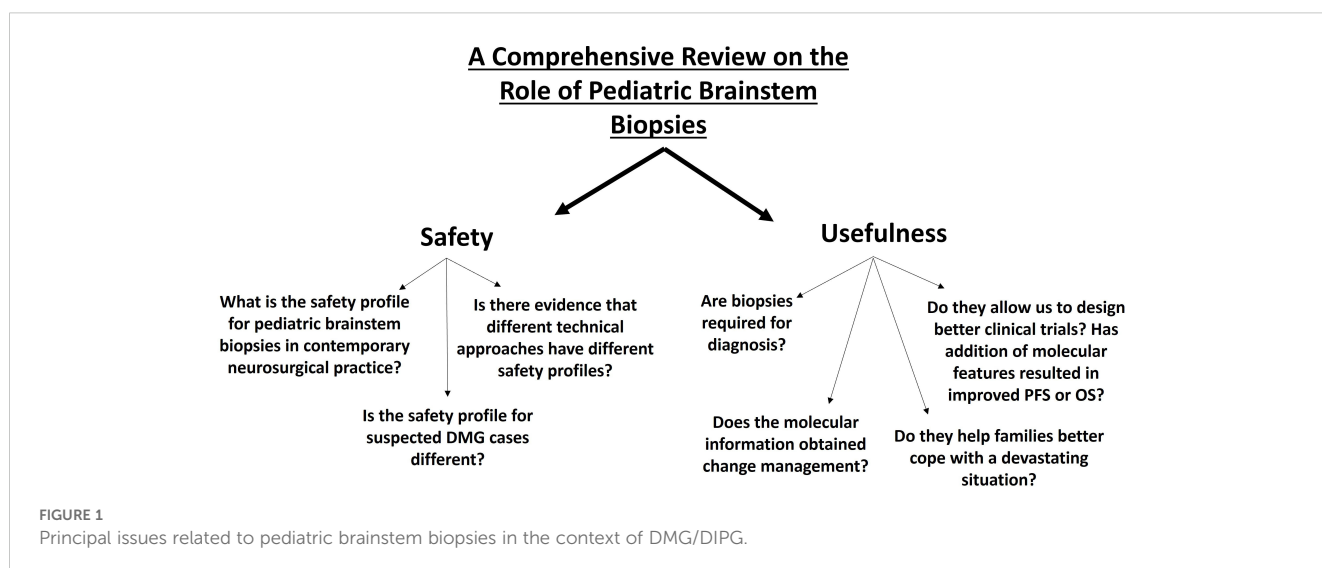 A Comprehensive Review on the
Role of Pediatric Brainstem
Biopsies
Safety
Usefulness
What is the safety profile
for pediatric brainstem
biopsies in contemporary
neurosurgical practice?
Is there evidence that
different technical
approaches have different
safety profiles?
Is the safety profile for
suspected DMG cases
different?
Are biopsies
required for
diagnosis?
Do they allow us to design
better clinical trials? Has
addition of molecular
features resulted in
improved PFS or OS?
Does the molecular
information obtained
change management?
Do they help families better
cope with a devastating
situation?
FIGURE 1
Principal issues related to pediatric brainstem biopsies in the context of DMG/DIPG.